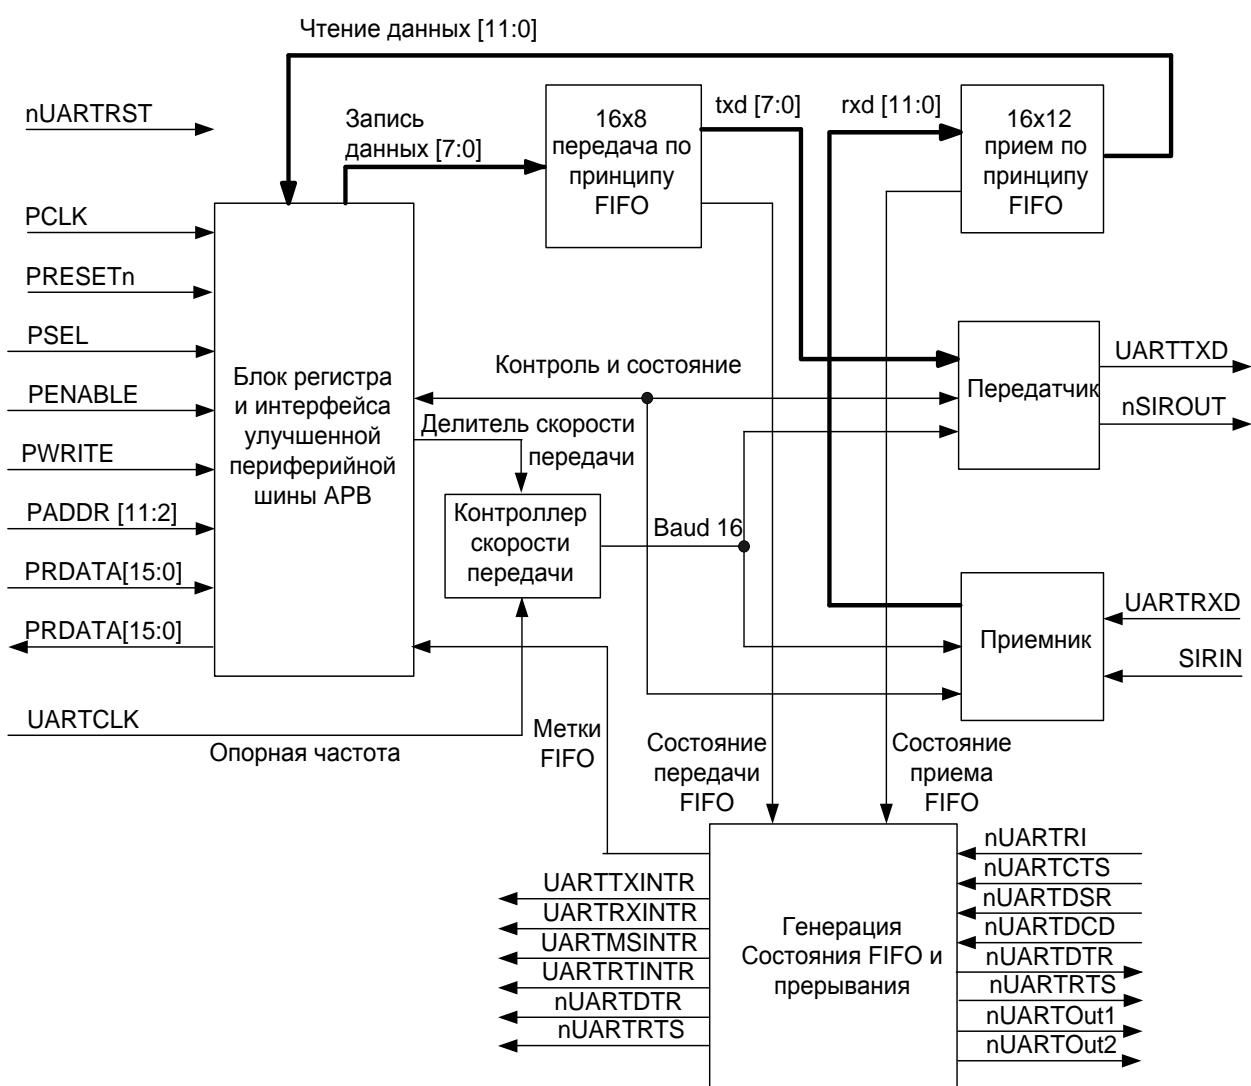 Чтение данных [11:0]
nUARTRST
Запись
данных [7:0]
16x8
передача по
принципу
FIFO
txd [7:0]
rxd [11:0]
16x12
прием по
принципу
FIFO
PCLK
PRESETn
PSEL
PENABLE
PWRITE
PADDR [11:2]
PRDATA[15:0]
PRDATA[15:0]
UARTCLK
Опорная частота
Блок регистра
и интерфейса
улучшенной
периферийной
шины APB
Контроль и состояние
Делитель скорости
передачи
Контроллер
скорости
передачи
Baud 16
Передатчик
UARTTXD
nSIROUT
Приемник
UARTRXD
SIRIN
Метки
FIFO
Состояние
передачи
FIFO
Состояние
приема
FIFO
Генерация
Состояния FIFO и
прерывания
UARTTXINTR
UARTRXINTR
UARTMSINTR
UARTRTINTR
nUARTDTR
nUARTRTS
nUARTRI
nUARTCTS
nUARTDSR
nUARTDCD
nUARTDTR
nUARTRTS
nUARTOut1
nUARTOut2